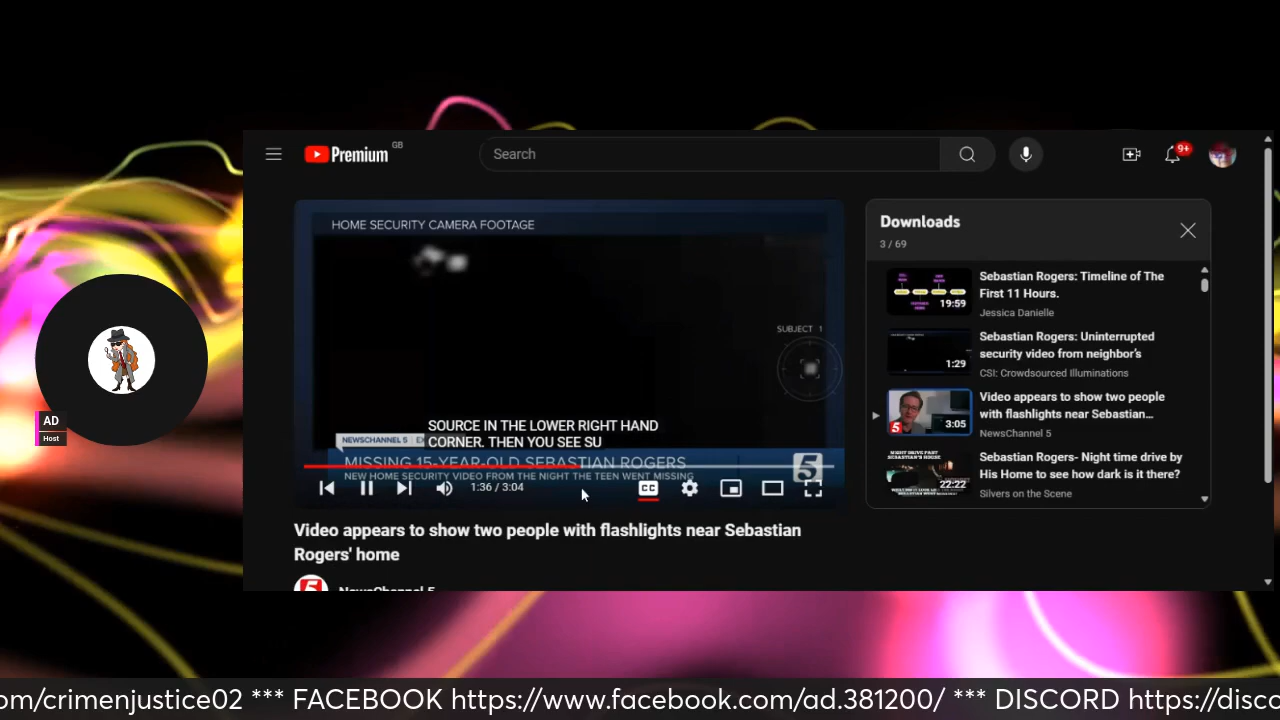 Premium
GB
Search
9+
HOME SECURITY CAMERA FOOTAGE
SUBJECT 1
SOURCE IN THE LOWER RIGHT HAND
CORNER. THEN YOU SEE SU
NEWSCHANNEL 5
MISSING 15-YEAR-OLD SEBASTIAN ROGERS
NEW HOME SECURITY VIDEO FROM THE NIGHT THE TEEN WENT MISSING
5
1:36 / 3:04
CC
Video appears to show two people with flashlights near Sebastian
Rogers' home
NewsChannel 5
Downloads
3 / 69
19:59
Sebastian Rogers: Timeline of The
First 11 Hours.
Jessica Danielle
1:29
Sebastian Rogers: Uninterrupted
security video from neighbor's
CSI: Crowdsourced Illuminations
5
3:05
Video appears to show two people
with flashlights near Sebastian...
NewsChannel 5
22:22
Sebastian Rogers- Night time drive by
His Home to see how dark is it there?
Silvers on the Scene
AD
Host
om/crimenjustice02 *** FACEBOOK https://www.facebook.com/ad.381200/ *** DISCORD https://disco